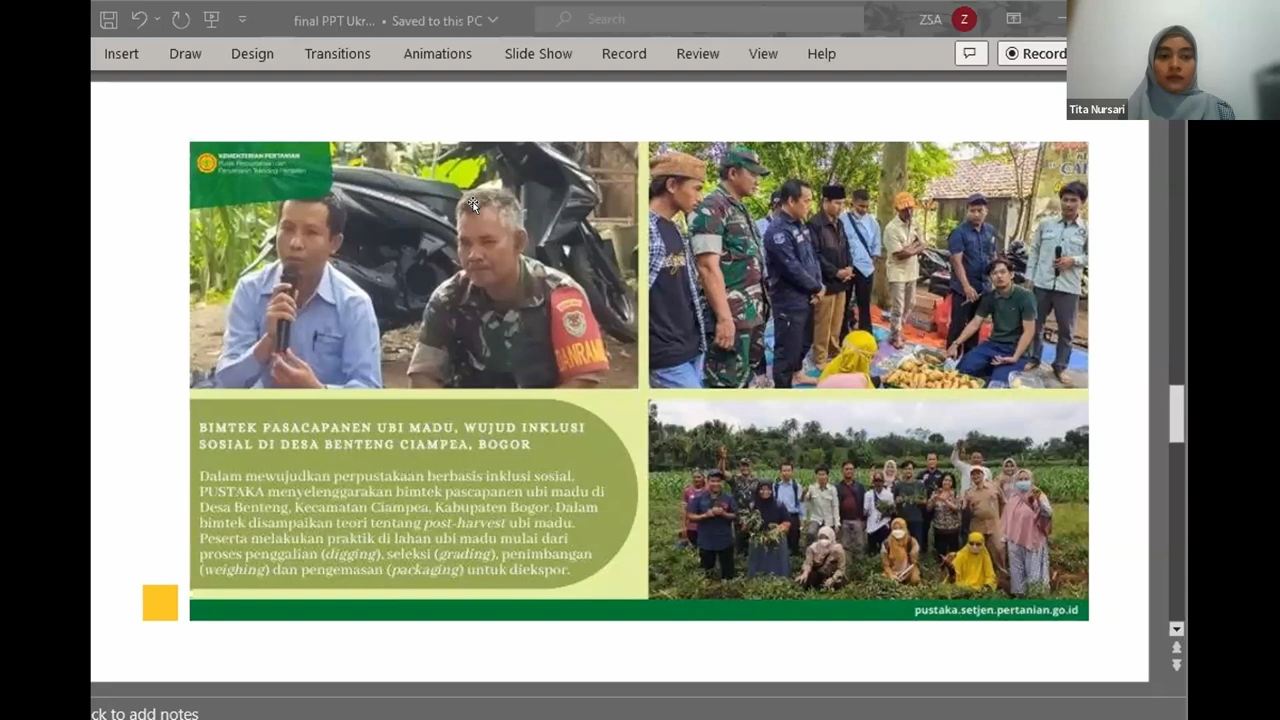 final PPT Ukr... • Saved to this PC
Search
ZSA
Z
Insert Draw Design Transitions Animations Slide Show Record Review View Help
Record
Tita Nursari
KEMENTERIAN PERTANIAN
Pusat Perpustakaan dan
BIMTEK PASACAPANEN UBI MADU, WUJUD INKLUSI
SOSIAL DI DESA BENTENG CIAMPEA, BOGOR
Dalam mewujudkan perpustakaan berbasis inklusi sosial,
PUSTAKA menyelenggarakan bimtek pascapanen ubi madu di
Desa Benteng, Kecamatan Ciampea, Kabupaten Bogor. Dalam
bimtek disampaikan teori tentang post-harvest ubi madu.
Peserta melakukan praktik di lahan ubi madu mulai dari
proses penggalian (digging), seleksi (grading), penimbangan
(weighing) dan pengemasan (packaging) untuk diekspor.
pustaka.setjen.pertanian.go.id
ck to add notes